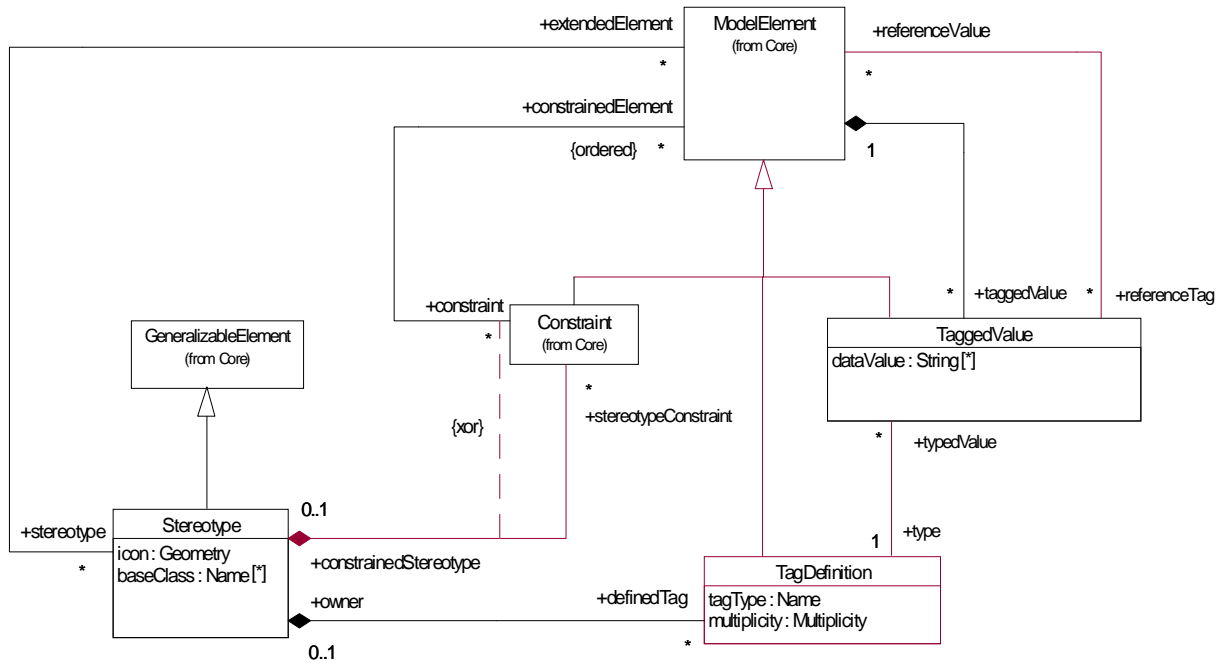 +extendedElement
*
ModelElement
(from Core)
+referenceValue
*
+constrainedElement
{ordered}
*
1
+constraint
*
Constraint
(from Core)
*
+taggedValue
*
+referenceTag
GeneralizableElement
(from Core)
TaggedValue
dataValue : String [*]
*
+stereotypeConstraint
{xor}
*
+typedValue
+stereotype
*
Stereotype
icon : Geometry
baseClass : Name [*]
0..1
+constrainedStereotype
1
+type
+owner
0..1
+definedTag
*
TagDefinition
tagType : Name
multiplicity : Multiplicity